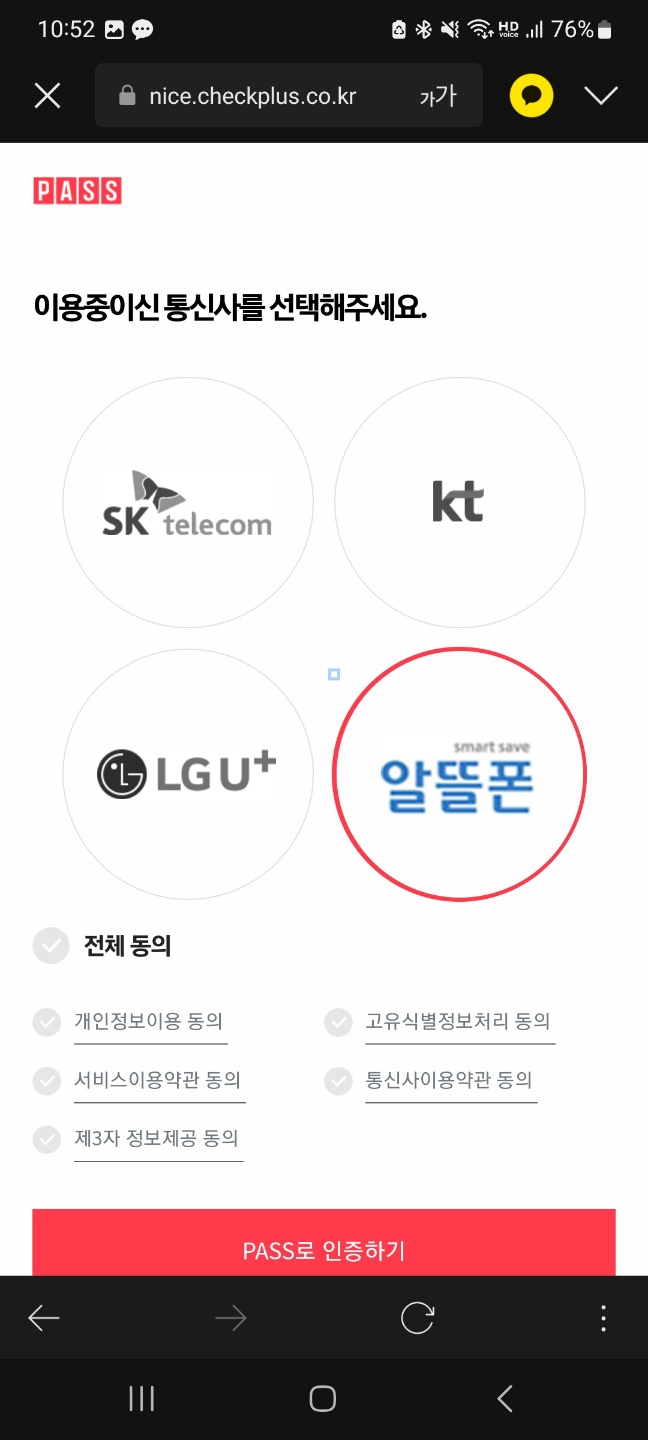 10:52
HD voice 76%
nice.checkplus.co.kr 가가
PASS
이용중이신 통신사를 선택해주세요.
SK telecom
kt
LG U+
smart save
알뜰폰
전체 동의
개인정보이용 동의
고유식별정보처리 동의
서비스이용약관 동의
통신사이용약관 동의
제3자 정보제공 동의
PASS로 인증하기